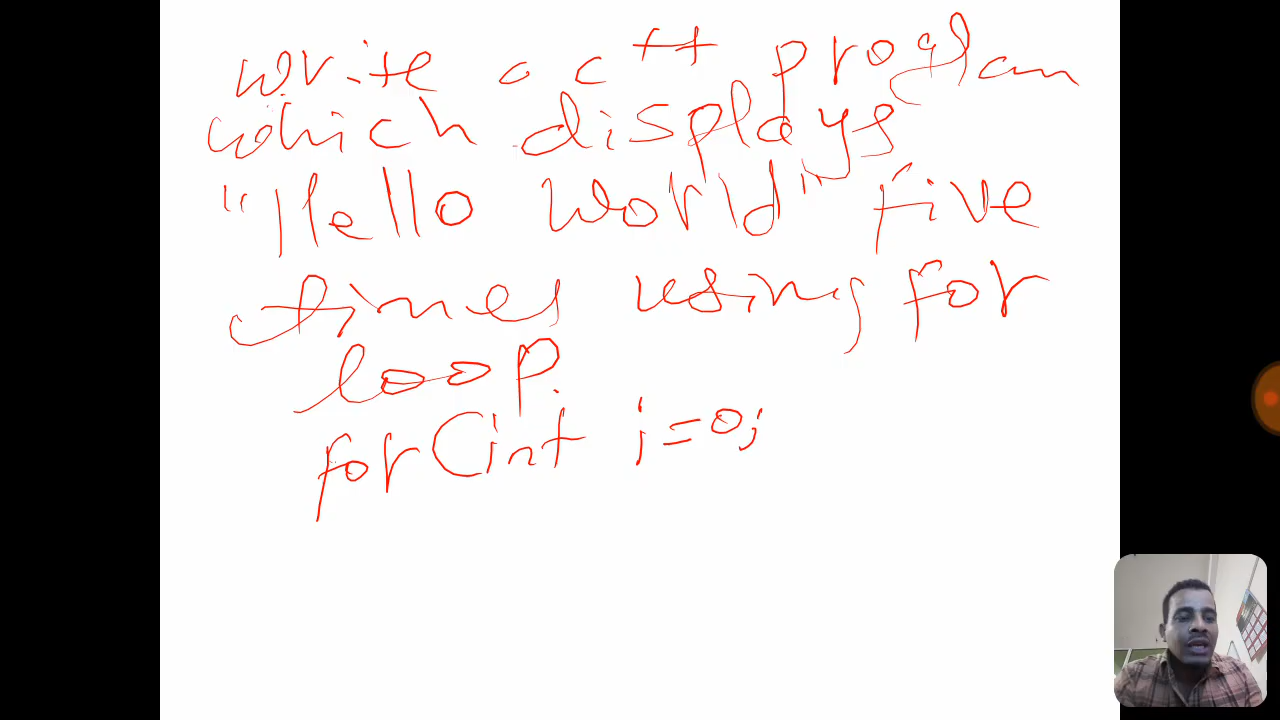 write a c++ program
which displays
"Hello World" five
times using for
loop.
for(int i=0;